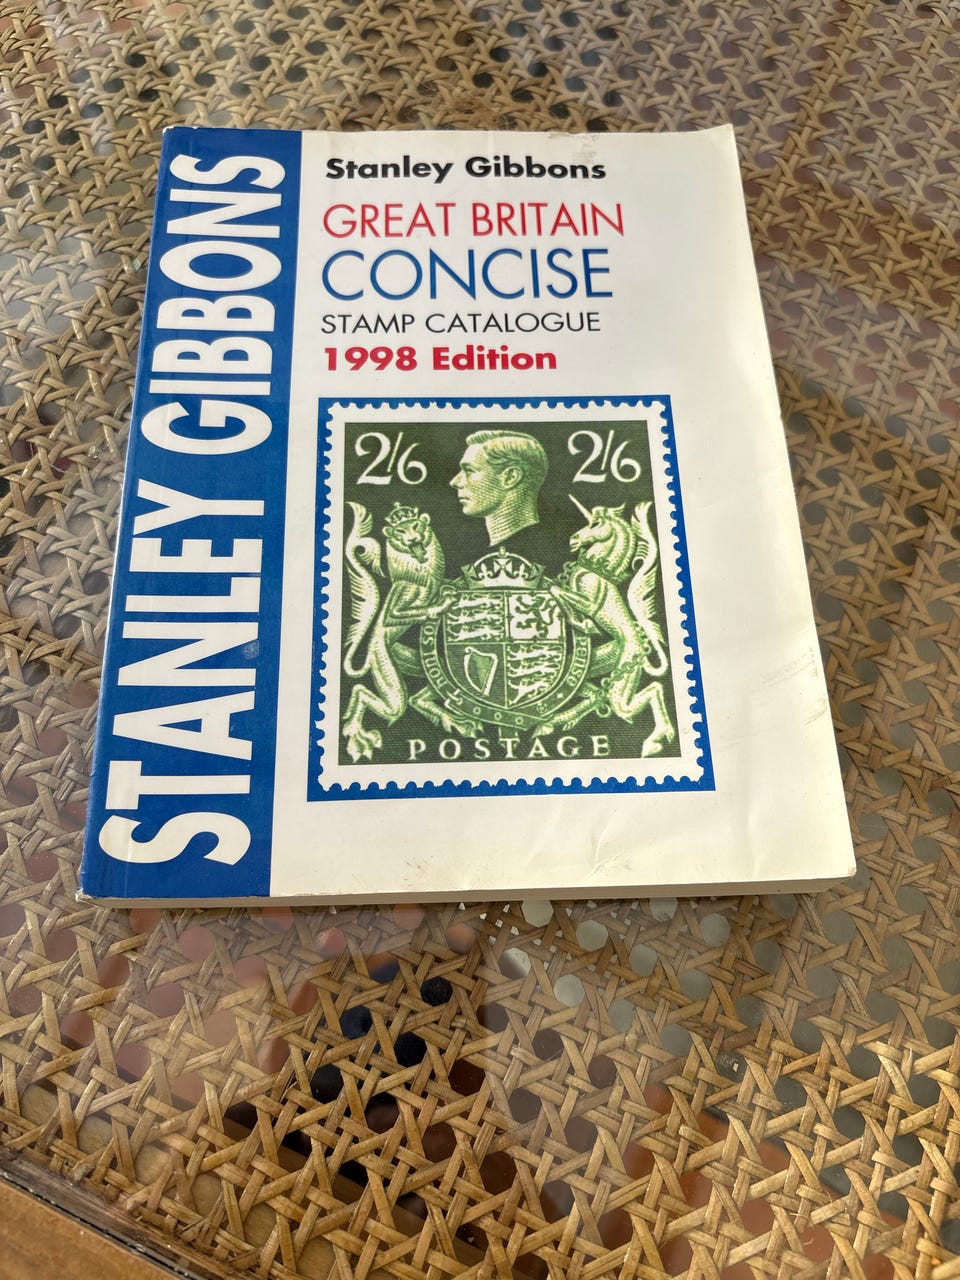 STANLEY GIBBONS
Stanley Gibbons
GREAT BRITAIN
CONCISE
STAMP CATALOGUE
1998 Edition
2/6 2/6
POSTAGE